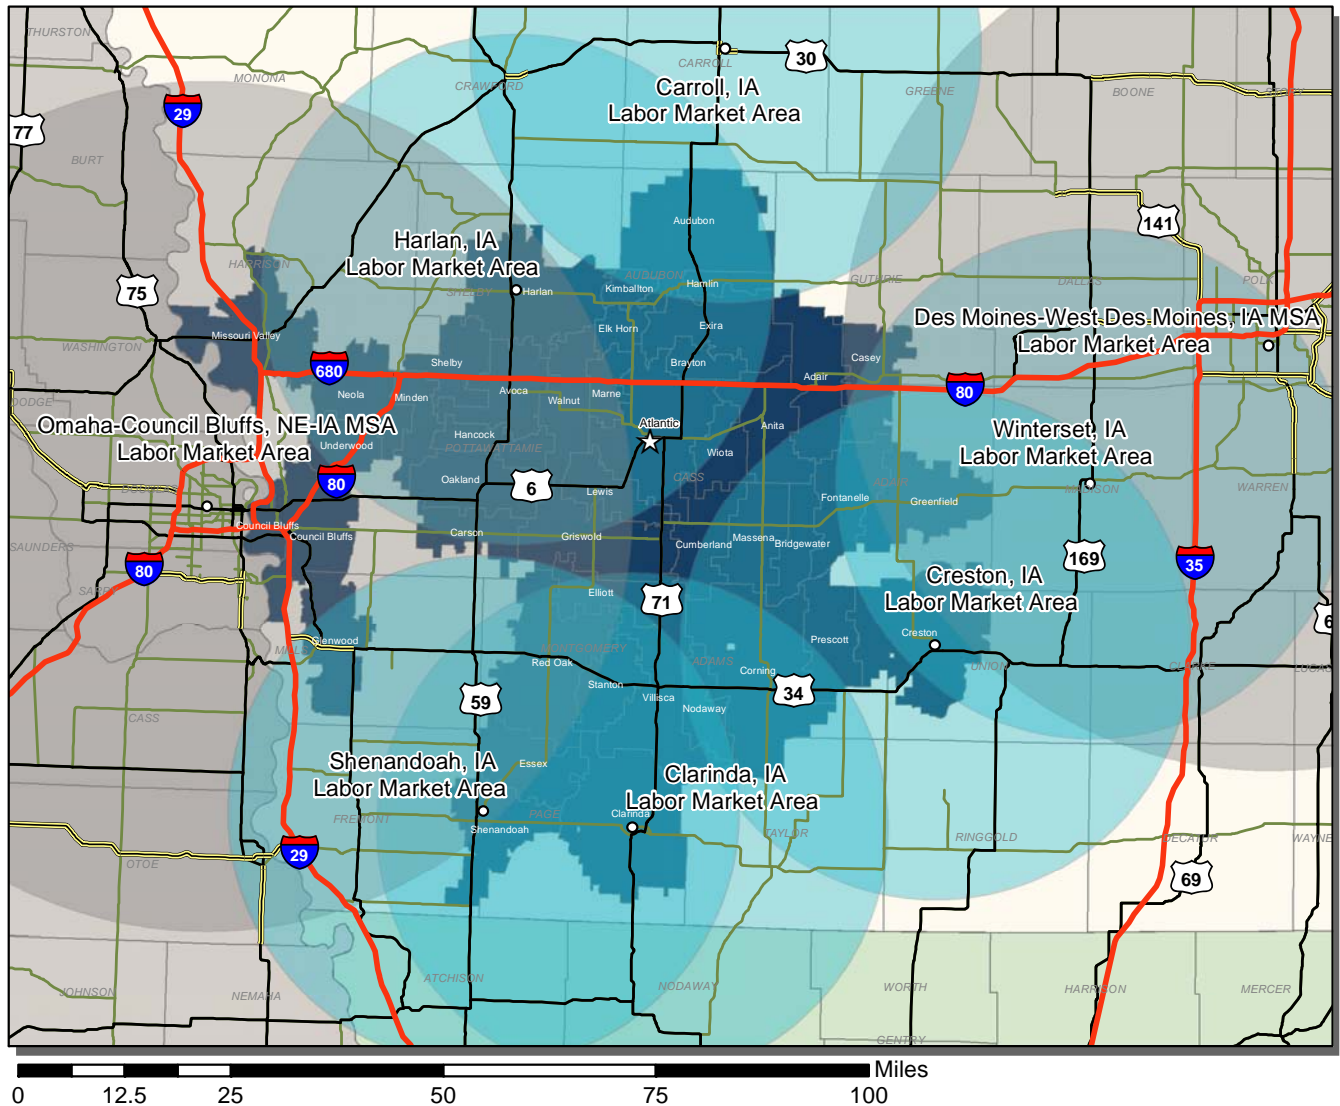 THURSTON
MONONA
CRAWFORD
CARROLL
30
GREENE
BOONE
Carroll, IA
Labor Market Area
29
77
BURT
Audubon
141
Harlan, IA
Labor Market Area
HARRISON
75
SHELBY
Harlan
AUDUBON
Kimballton
Hamlin
GUTHRIE
DALLAS
POLK
Missouri Valley
Elk Horn
Exira
Des Moines-West Des Moines, IA MSA
Labor Market Area
WASHINGTON
680
Shelby
Brayton
Casey
Adair
80
DODGE
Neola
Minden
Avoca
Walnut
Marne
Atlantic
Anita
Omaha-Council Bluffs, NE-IA MSA
Labor Market Area
Underwood
Hancock
POTTAWATTAMIE
Wiota
Winterset, IA
Labor Market Area
80
Oakland
6
Lewis
CASS
ADAIR
Fontanelle
Greenfield
MADISON
WARREN
Council Bluffs
Council Bluffs
Carson
Griswold
Cumberland
Massena
Bridgewater
SAUNDERS
80
169
35
Creston, IA
Labor Market Area
Elliott
71
Glenwood
MILLS
MONTGOMERY
Red Oak
ADAMS
Prescott
Creston
UNION
CLARKE
LUCAS
Corning
Stanton
Villisca
Nodaway
34
59
CASS
Shenandoah, IA
Labor Market Area
Essex
Clarinda, IA
Labor Market Area
FREMONT
PAGE
Clarinda
Shenandoah
TAYLOR
RINGGOLD
DECATUR
WAYNE
29
OTOE
69
JOHNSON
NEMAHA
ATCHISON
NODAWAY
WORTH
HARRISON
MERCER
GENTRY
Miles
0 12.5 25 50 75 100